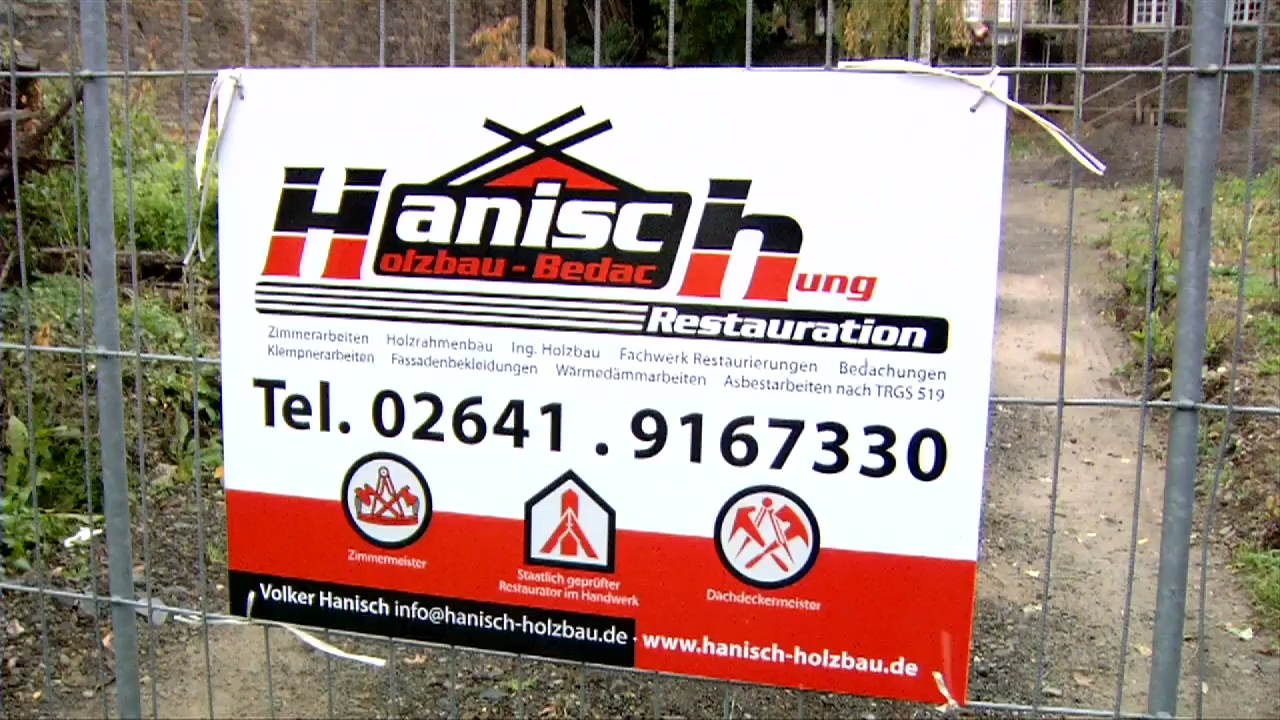 Hanisch
Holzbau - Bedachung
Restauration
Zimmerarbeiten Holzrahmenbau Ing. Holzbau Fachwerk Restaurierungen Bedachungen
Klempnerarbeiten Fassadenbekleidungen Wärmedämmarbeiten Asbestarbeiten nach TRGS 519
Tel. 02641 . 9167330
Zimmermeister
Staatlich geprüfter
Restaurator im Handwerk
Dachdeckermeister
Volker Hanisch info@hanisch-holzbau.de · www.hanisch-holzbau.de